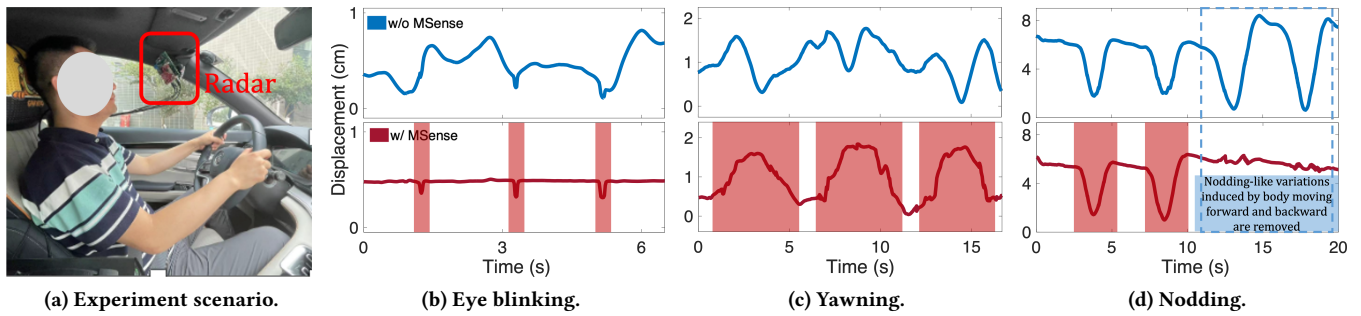 Radar
(a) Experiment scenario.
Displacement (cm)
1
0
w/o MSense
1
0
w/ MSense
0
3
6
Time (s)
(b) Eye blinking.
2
1
0
2
1
0
0
5
10
15
Time (s)
(c) Yawning.
8
4
0
8
4
0
Nodding-like variations
induced by body moving
forward and backward
are removed
0
5
10
15
20
Time (s)
(d) Nodding.